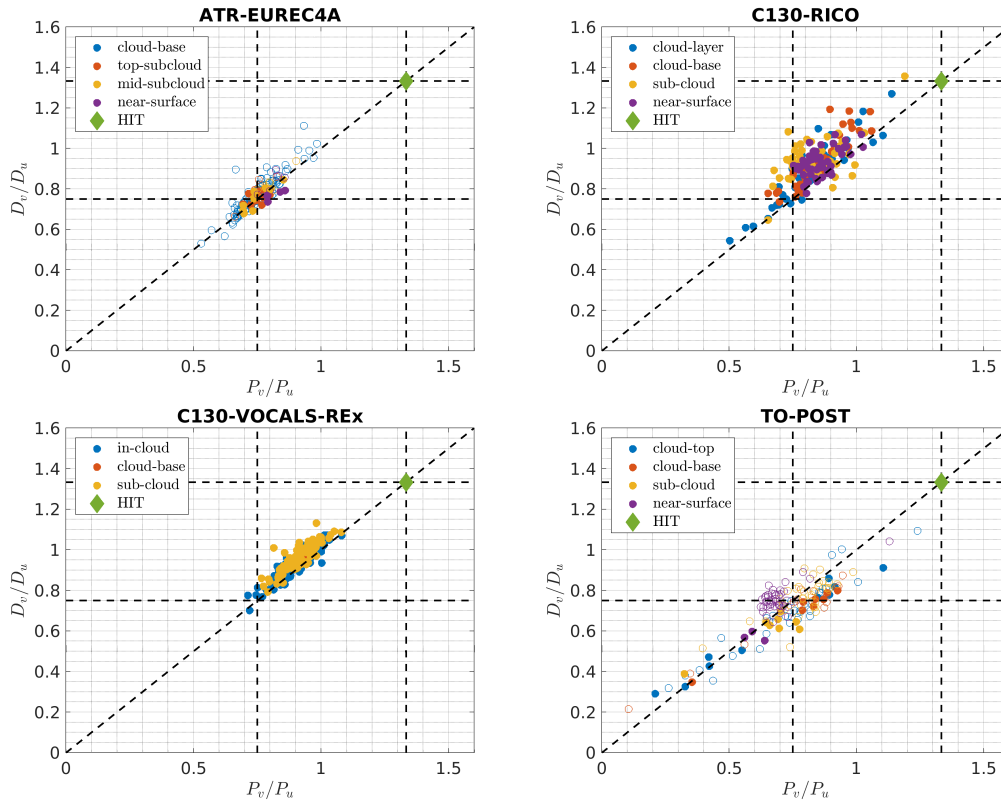 ATR-EUREC4A
1.6
1.4
1.2
1
0.8
0.6
0.4
0.2
0
D_v/D_u
cloud-base
top-subcloud
mid-subcloud
near-surface
HIT
0 0.5 1 1.5
P_v/P_u
C130-RICO
1.6
1.4
1.2
1
0.8
0.6
0.4
0.2
0
D_v/D_u
cloud-layer
cloud-base
sub-cloud
near-surface
HIT
0 0.5 1 1.5
P_v/P_u
C130-VOCALS-REx
1.6
1.4
1.2
1
0.8
0.6
0.4
0.2
0
D_v/D_u
in-cloud
cloud-base
sub-cloud
HIT
0 0.5 1 1.5
P_v/P_u
TO-POST
1.6
1.4
1.2
1
0.8
0.6
0.4
0.2
0
D_v/D_u
cloud-top
cloud-base
sub-cloud
near-surface
HIT
0 0.5 1 1.5
P_v/P_u